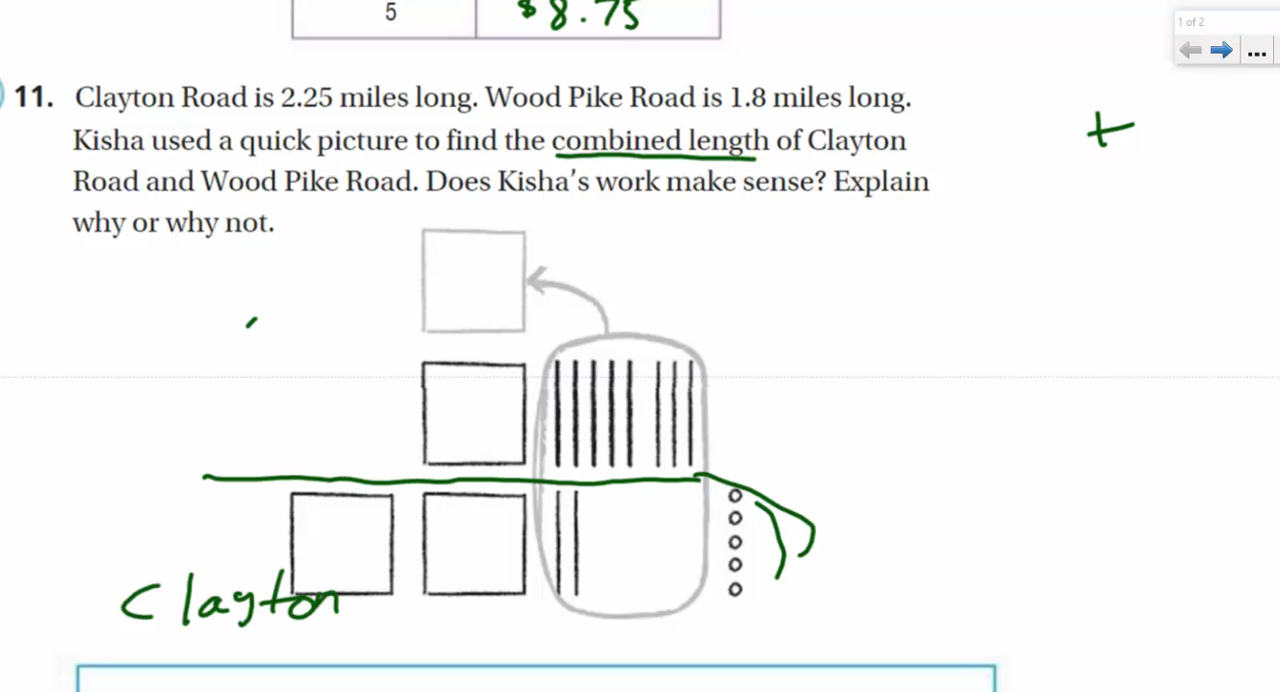 5 $8.75
1 of 2
...
11. Clayton Road is 2.25 miles long. Wood Pike Road is 1.8 miles long.
Kisha used a quick picture to find the combined length of Clayton
Road and Wood Pike Road. Does Kisha's work make sense? Explain
why or why not.
+
Clayton